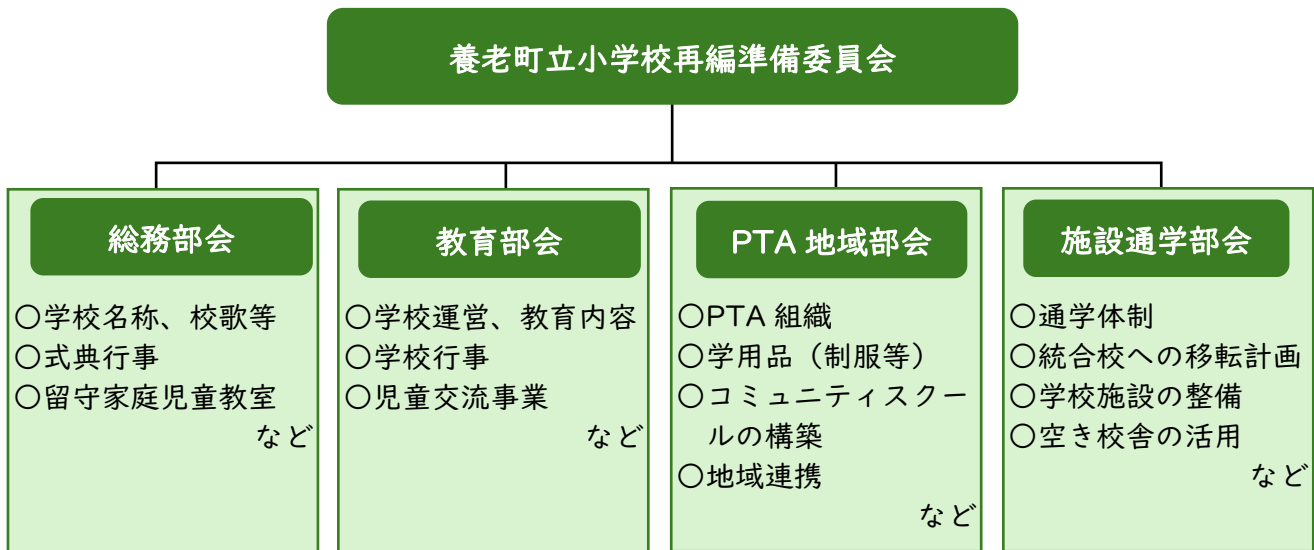 養老町立小学校再編準備委員会
総務部会
〇学校名称、校歌等
〇式典行事
〇留守家庭児童教室
など
教育部会
〇学校運営、教育内容
〇学校行事
〇児童交流事業
など
PTA 地域部会
〇PTA 組織
〇学用品（制服等）
〇コミュニティスクー
ルの構築
〇地域連携
など
施設通学部会
〇通学体制
〇統合校への移転計画
〇学校施設の整備
〇空き校舎の活用
など